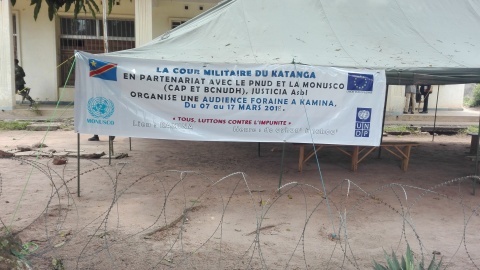 LA COUR MILITAIRE DU KATANGA
EN PARTENARIAT AVEC LE PNUD ET LA MONUSCO
(CAP ET BCNUDH), JUSTICIA Asbl
ORGANISE UNE AUDIENCE FORAINE A KAMINA,
Du 07 au 17 MARS
« TOUS, LUTTONS CONTRE L'IMPUNITE »
MONUSCO
U N
D P